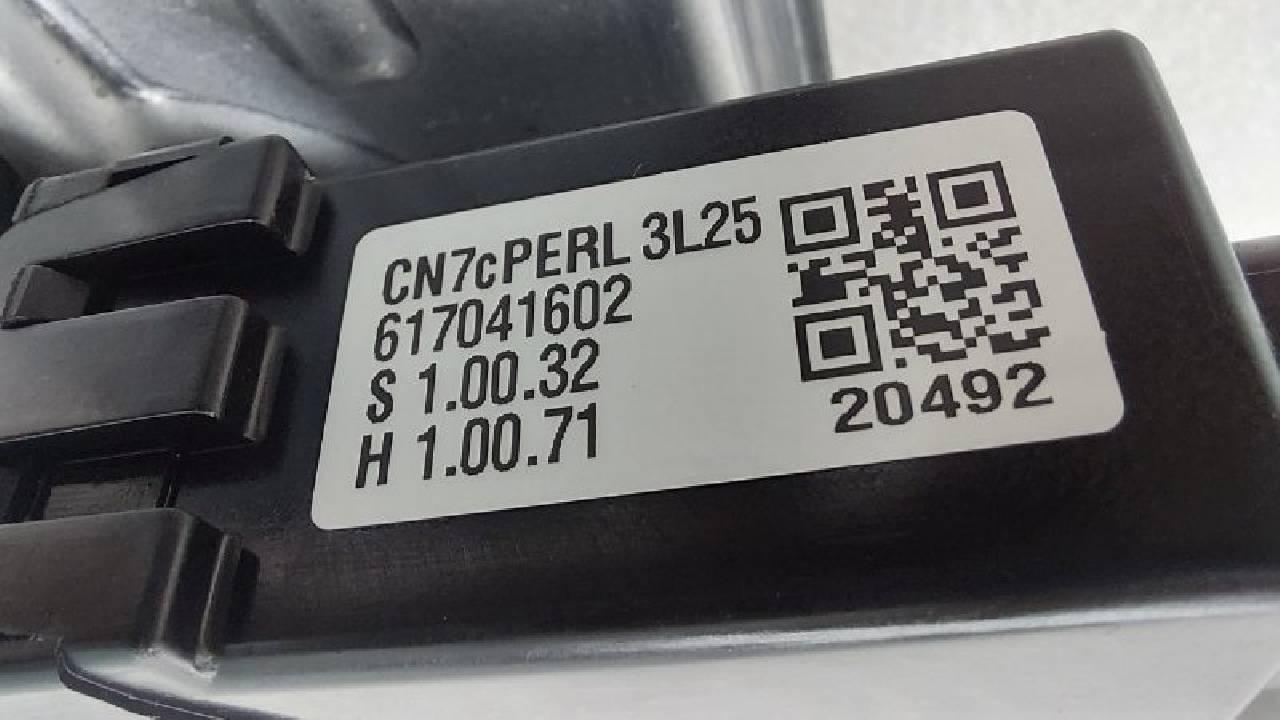 CN7cPERL 3L25
617041602
S 1.00.32
H 1.00.71
20492